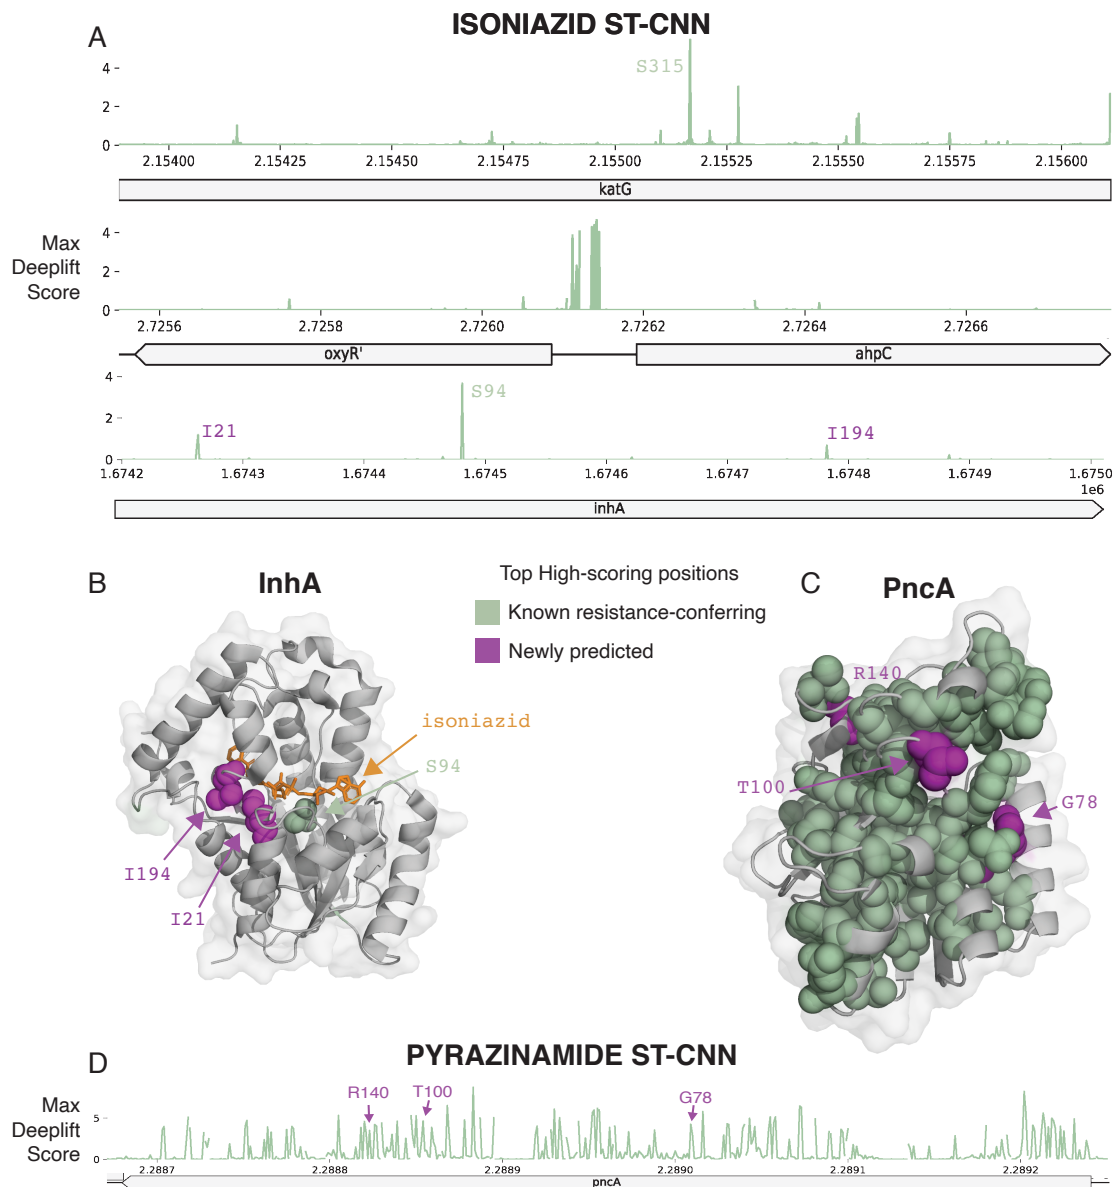 A
ISONIAZID ST-CNN
S315
4
2
0
2.15400 2.15425 2.15450 2.15475 2.15500 2.15525 2.15550 2.15575 2.15600
katG
Max
Deeplift
Score
4
2
0
2.7256 2.7258 2.7260 2.7262 2.7264 2.7266
oxyR' ahpC
4
2
0
I21 S94 I194
1.6742 1.6743 1.6744 1.6745 1.6746 1.6747 1.6748 1.6749 1.6750
1e6
inhA
B
InhA
Top High-scoring positions
Known resistance-conferring
Newly predicted
isoniazid
S94
I194
I21
C
PncA
R140
T100
G78
D
PYRAZINAMIDE ST-CNN
Max
Deeplift
Score
5
0
R140 T100 G78
2.2887 2.2888 2.2889 2.2890 2.2891 2.2892
pncA